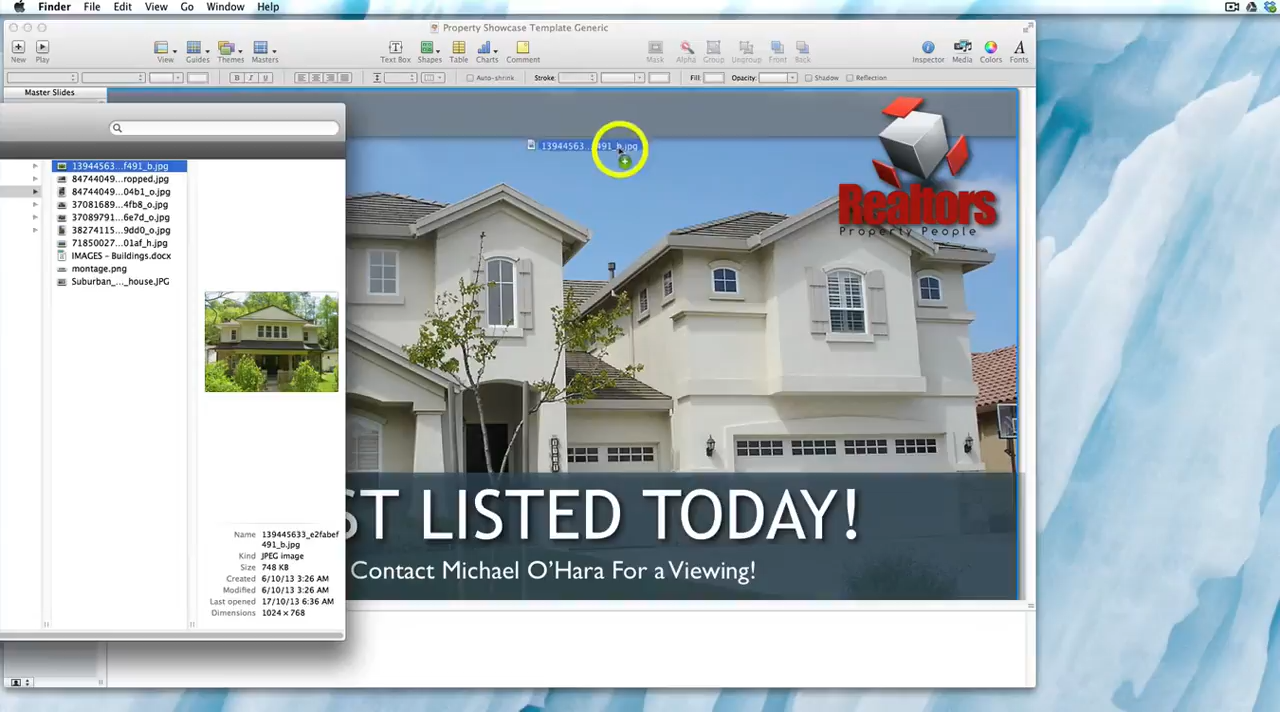 Finder File Edit View Go Window Help
Property Showcase Template Generic
New Play View Guides Themes Masters Text Box Shapes Table Charts Comment Mask Alpha Group Ungroup Front Back Inspector Media Colors Fonts
B I U Auto-shrink Stroke: Fill: Opacity: Shadow Reflection
Master Slides
13944563...f491_b.jpg
84744049...ropped.jpg
84744049...04b1_o.jpg
37081689...4fb8_o.jpg
37089791...6e7d_o.jpg
38274115...9dd0_o.jpg
71850027...01af_h.jpg
IMAGES - Buildings.docx
montage.png
Suburban_..._house.JPG
Name 139445633_e2fabef
491_b.jpg
Kind JPEG image
Size 748 KB
Created 6/10/13 3:26 AM
Modified 6/10/13 3:26 AM
Last opened 17/10/13 6:36 AM
Dimensions 1024 × 768
13944563...491_b.jpg
Realtors
Property People
ST LISTED TODAY!
Contact Michael O'Hara For a Viewing!